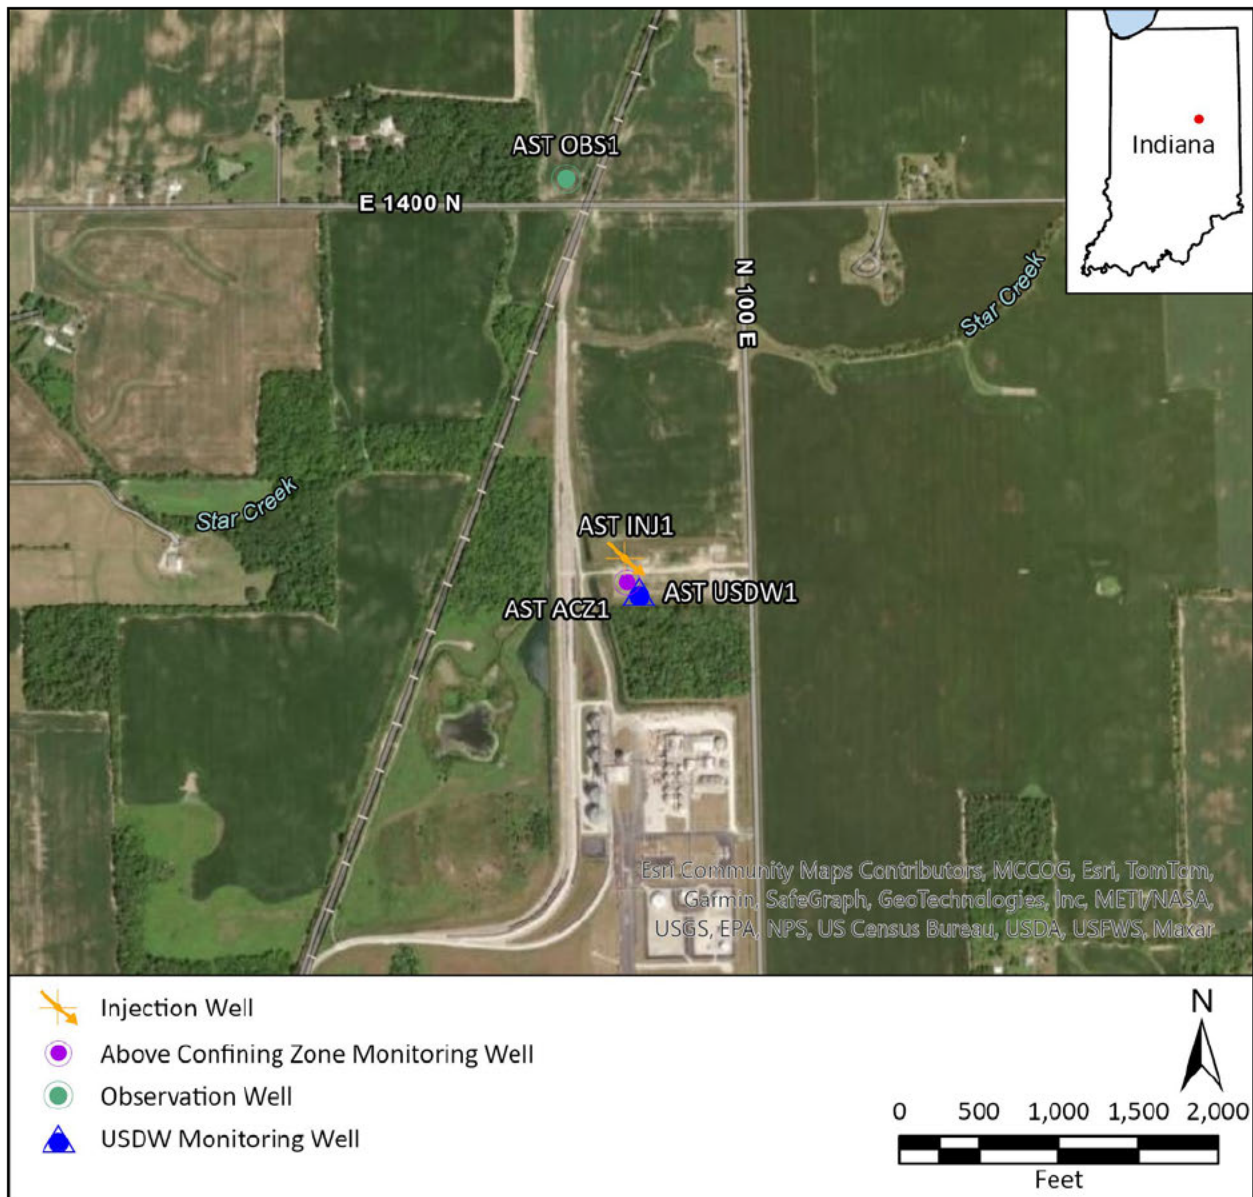 AST OBS1
Indiana
E 1400 N
N 100 E
Star Creek
Star Creek
AST INJ1
AST USDW1
AST ACZ1
Esri Community Maps Contributors, MCCOG, Esri, TomTom,
Garmin, SafeGraph, GeoTechnologies, Inc, METI/NASA,
USGS, EPA, NPS, US Census Bureau, USDA, USFWS, Maxar
Injection Well
Above Confining Zone Monitoring Well
Observation Well
USDW Monitoring Well
N
0 500 1,000 1,500 2,000
Feet